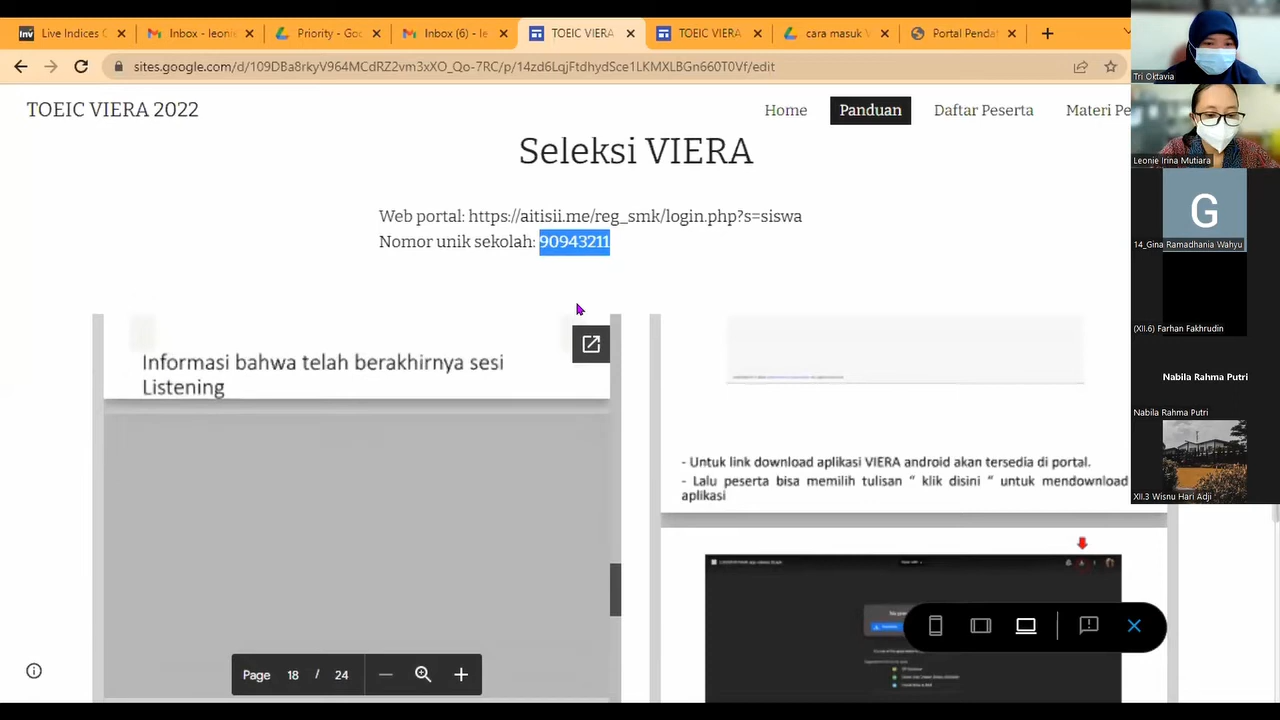 Live Indices C
Inbox - leoni
Priority - Goo
Inbox (6) - le
TOEIC VIERA
TOEIC VIERA
cara masuk V
Portal Penda
sites.google.com/d/109DBa8rkyV964MCdRZ2vm3xXO_Qo-7RC/p/14zd6LqjFtdhydSce1LKMXLBGn660T0Vf/edit
TOEIC VIERA 2022
Home
Panduan
Daftar Peserta
Materi Pe
Seleksi VIERA
Web portal: https://aitisii.me/reg_smk/login.php?s=siswa
Nomor unik sekolah: 90943211
Informasi bahwa telah berakhirnya sesi
Listening
Page 18 / 24
- Untuk link download aplikasi VIERA android akan tersedia di portal.
- Lalu peserta bisa memilih tulisan “ klik disini “ untuk mendownload
aplikasi
Tri Oktavia
Leonie Irina Mutiara
G
14_Gina Ramadhania Wahyu
(XII.6) Farhan Fakhrudin
Nabila Rahma Putri
Nabila Rahma Putri
XII.3 Wisnu Hari Adji